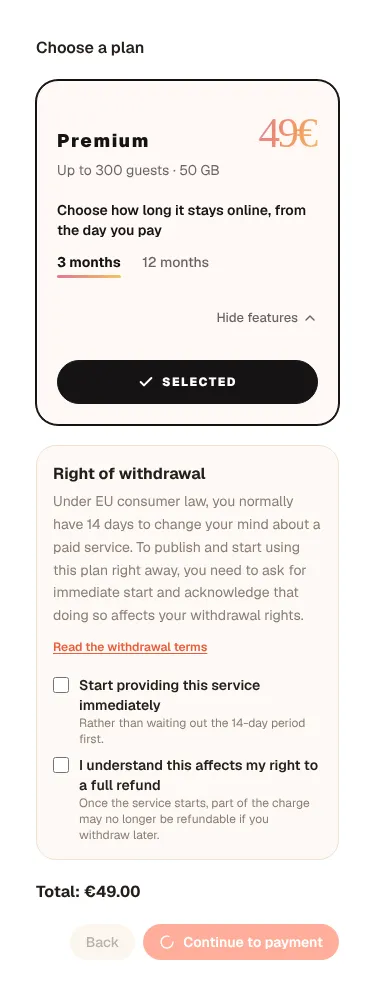 Choose a plan
Premium
49€
Up to 300 guests · 50 GB
Choose how long it stays online, from
the day you pay
3 months
12 months
Hide features
SELECTED
Right of withdrawal
Under EU consumer law, you normally
have 14 days to change your mind about a
paid service. To publish and start using
this plan right away, you need to ask for
immediate start and acknowledge that
doing so affects your withdrawal rights.
Read the withdrawal terms
Start providing this service
immediately
Rather than waiting out the 14-day period
first.
I understand this affects my right to
a full refund
Once the service starts, part of the charge
may no longer be refundable if you
withdraw later.
Total: €49.00
Back
Continue to payment